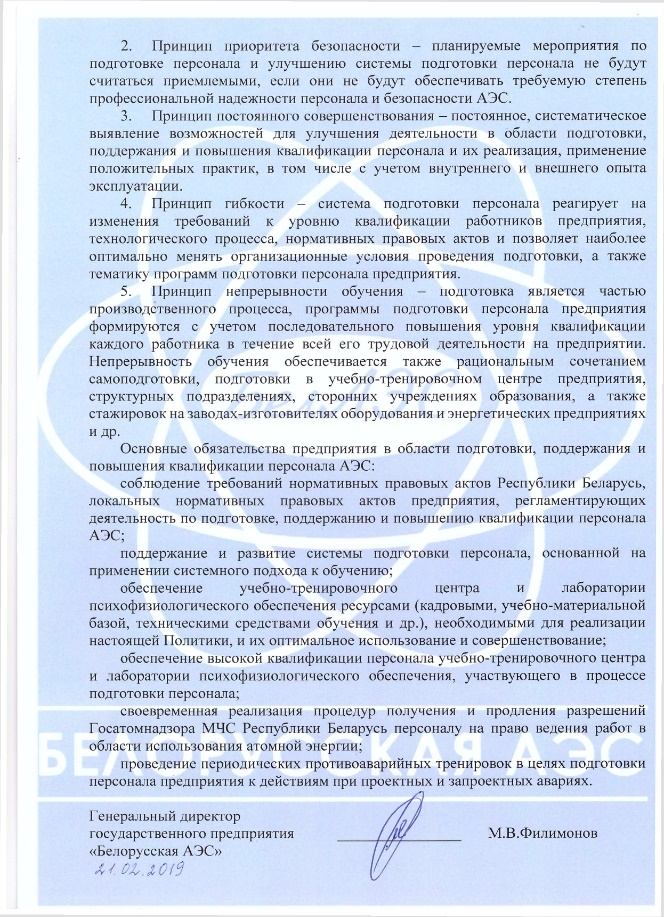 2. Принцип приоритета безопасности – планируемые мероприятия по
подготовке персонала и улучшению системы подготовки персонала не будут
считаться приемлемыми, если они не будут обеспечивать требуемую степень
профессиональной надежности персонала и безопасности АЭС.
3. Принцип постоянного совершенствования – постоянное, систематическое
выявление возможностей для улучшения деятельности в области подготовки,
поддержания и повышения квалификации персонала и их реализация, применение
положительных практик, в том числе с учетом внутреннего и внешнего опыта
эксплуатации.
4. Принцип гибкости – система подготовки персонала реагирует на
изменения требований к уровню квалификации работников предприятия,
технологического процесса, нормативных правовых актов и позволяет наиболее
оптимально менять организационные условия проведения подготовки, а также
тематику программ подготовки персонала предприятия.
5. Принцип непрерывности обучения – подготовка является частью
производственного процесса, программы подготовки персонала предприятия
формируются с учетом последовательного повышения уровня квалификации
каждого работника в течение всей его трудовой деятельности на предприятии.
Непрерывность обучения обеспечивается также рациональным сочетанием
самоподготовки, подготовки в учебно-тренировочном центре предприятия,
структурных подразделениях, сторонних учреждениях образования, а также
стажировок на заводах-изготовителях оборудования и энергетических предприятиях
и др.
Основные обязательства предприятия в области подготовки, поддержания и
повышения квалификации персонала АЭС:
соблюдение требований нормативных правовых актов Республики Беларусь,
локальных нормативных правовых актов предприятия, регламентирующих
деятельность по подготовке, поддержанию и повышению квалификации персонала
АЭС;
поддержание и развитие системы подготовки персонала, основанной на
применении системного подхода к обучению;
обеспечение учебно-тренировочного центра и лаборатории
психофизиологического обеспечения ресурсами (кадровыми, учебно-материальной
базой, техническими средствами обучения и др.), необходимыми для реализации
настоящей Политики, и их оптимальное использование и совершенствование;
обеспечение высокой квалификации персонала учебно-тренировочного центра
и лаборатории психофизиологического обеспечения, участвующего в процессе
подготовки персонала;
своевременная реализация процедур получения и продления разрешений
Госатомнадзора МЧС Республики Беларусь персоналу на право ведения работ в
области использования атомной энергии;
проведение периодических противоаварийных тренировок в целях подготовки
персонала предприятия к действиям при проектных и запроектных авариях.
БЕЛОРУССКАЯ АЭС
Генеральный директор
государственного предприятия М.В.Филимонов
«Белорусская АЭС»
21.02.2019